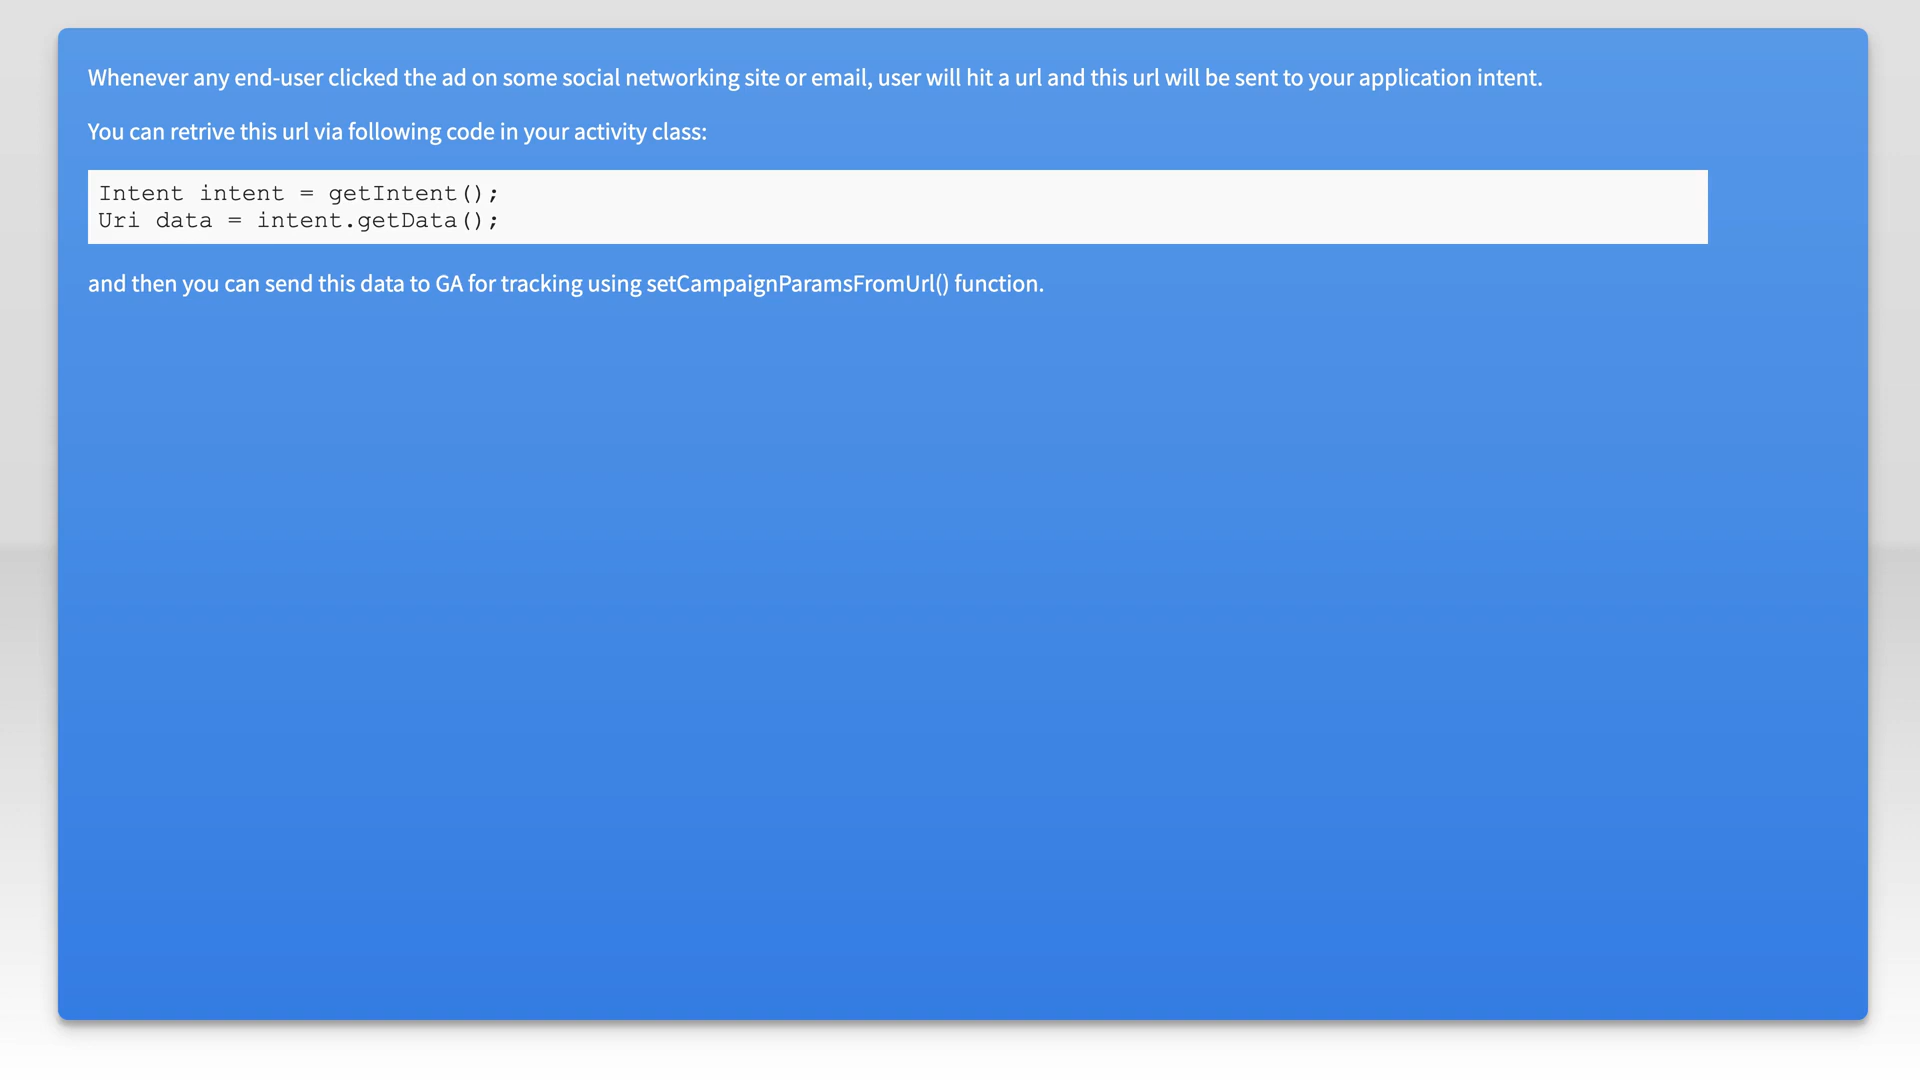 Whenever any end-user clicked the ad on some social networking site or email, user will hit a url and this url will be sent to your application intent.
You can retrive this url via following code in your activity class:
Intent intent = getIntent();
Uri data = intent.getData();
and then you can send this data to GA for tracking using setCampaignParamsFromUrl() function.